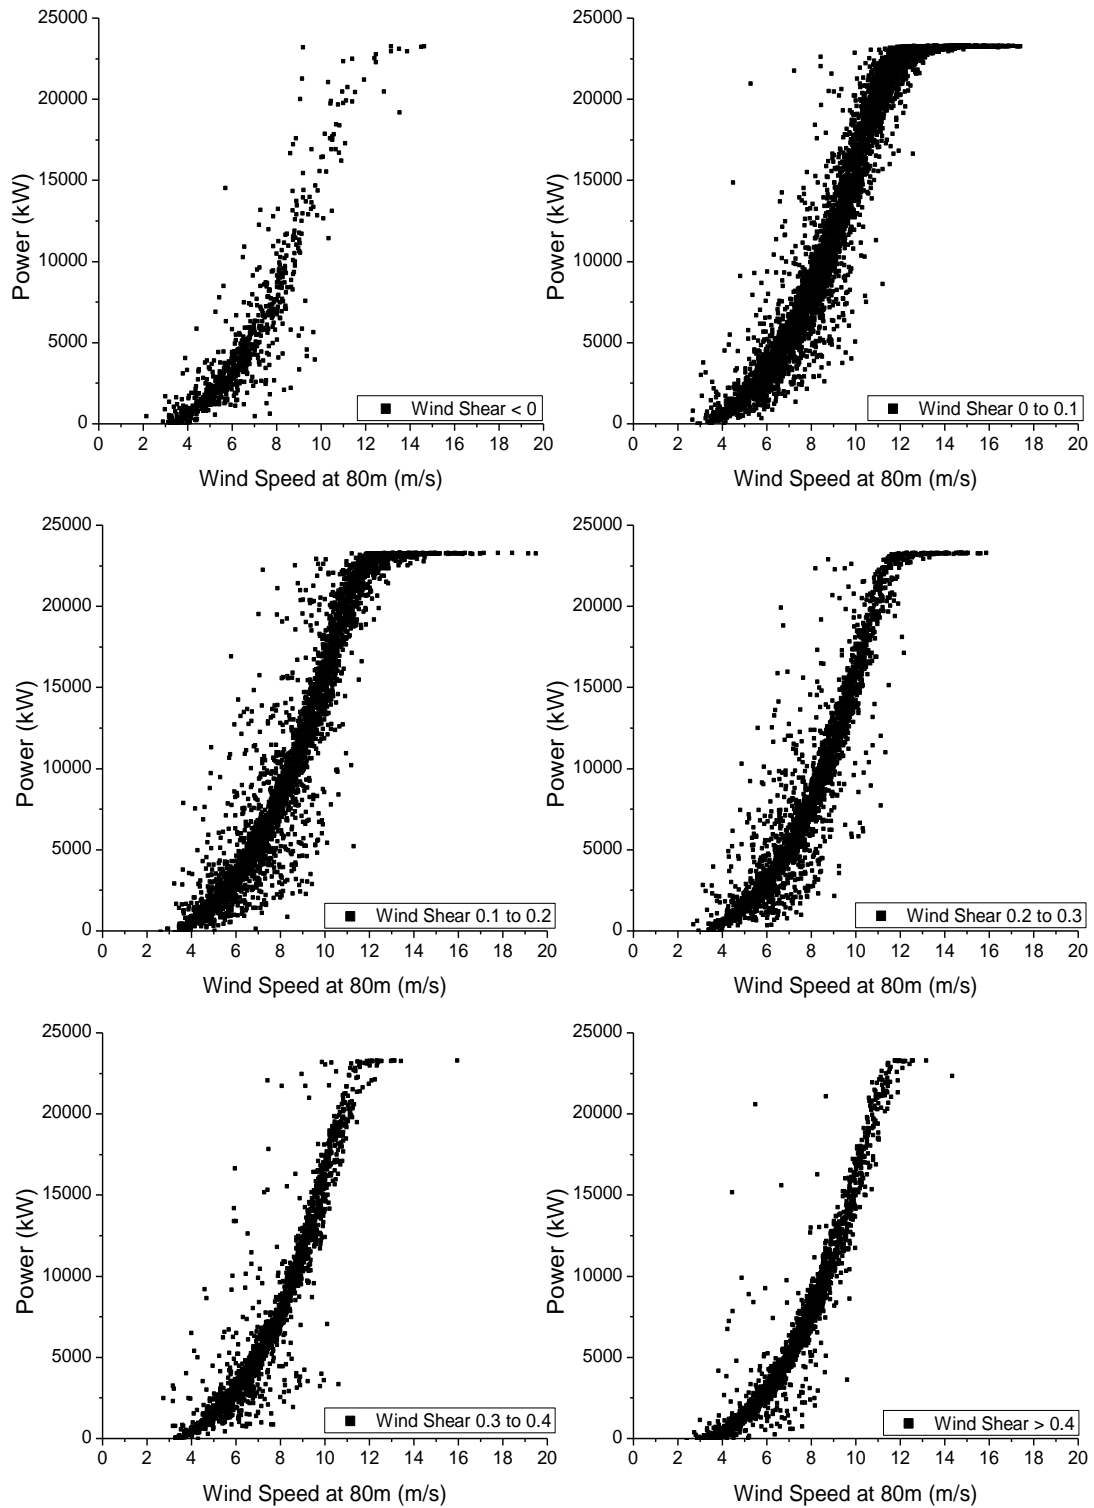 25000
20000
15000
10000
5000
0
Power (kW)
Wind Shear < 0
0 2 4 6 8 10 12 14 16 18 20
Wind Speed at 80m (m/s)
25000
20000
15000
10000
5000
0
Power (kW)
Wind Shear 0 to 0.1
0 2 4 6 8 10 12 14 16 18 20
Wind Speed at 80m (m/s)
25000
20000
15000
10000
5000
0
Power (kW)
Wind Shear 0.1 to 0.2
0 2 4 6 8 10 12 14 16 18 20
Wind Speed at 80m (m/s)
25000
20000
15000
10000
5000
0
Power (kW)
Wind Shear 0.2 to 0.3
0 2 4 6 8 10 12 14 16 18 20
Wind Speed at 80m (m/s)
25000
20000
15000
10000
5000
0
Power (kW)
Wind Shear 0.3 to 0.4
0 2 4 6 8 10 12 14 16 18 20
Wind Speed at 80m (m/s)
25000
20000
15000
10000
5000
0
Power (kW)
Wind Shear > 0.4
0 2 4 6 8 10 12 14 16 18 20
Wind Speed at 80m (m/s)